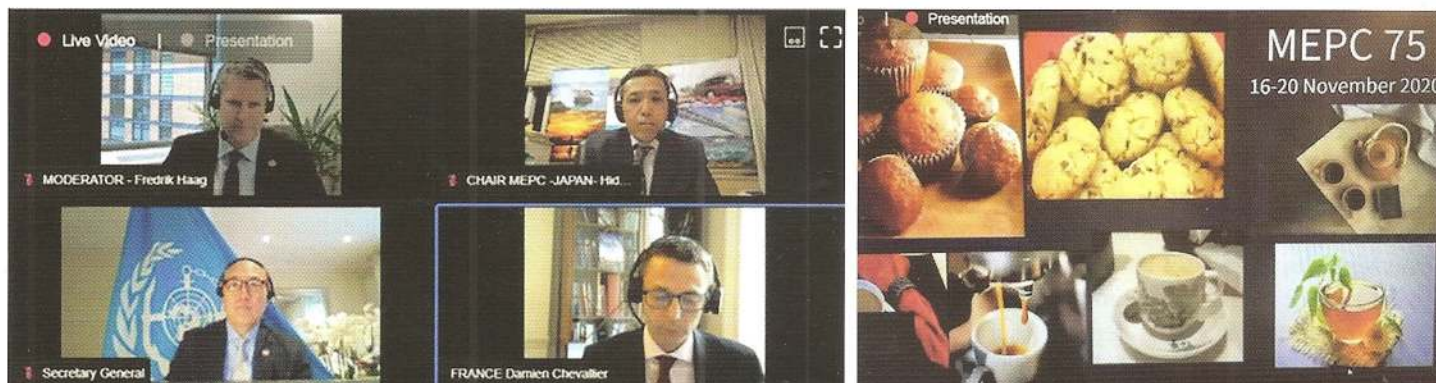 Live Video | Presentation
MODERATOR - Fredrik Haag
CHAIR MEPC -JAPAN- Hid...
Secretary General
FRANCE Damien Chevallier
| Presentation
MEPC 75
16-20 November 2020